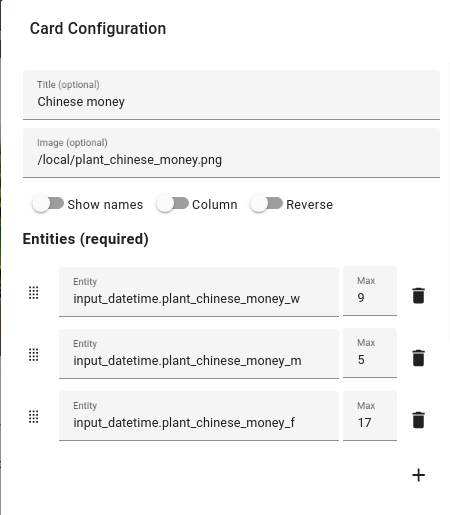 Card Configuration
Title (optional)
Chinese money
Image (optional)
/local/plant_chinese_money.png
Show names Column Reverse
Entities (required)
Entity Max
input_datetime.plant_chinese_money_w 9
Entity Max
input_datetime.plant_chinese_money_m 5
Entity Max
input_datetime.plant_chinese_money_f 17